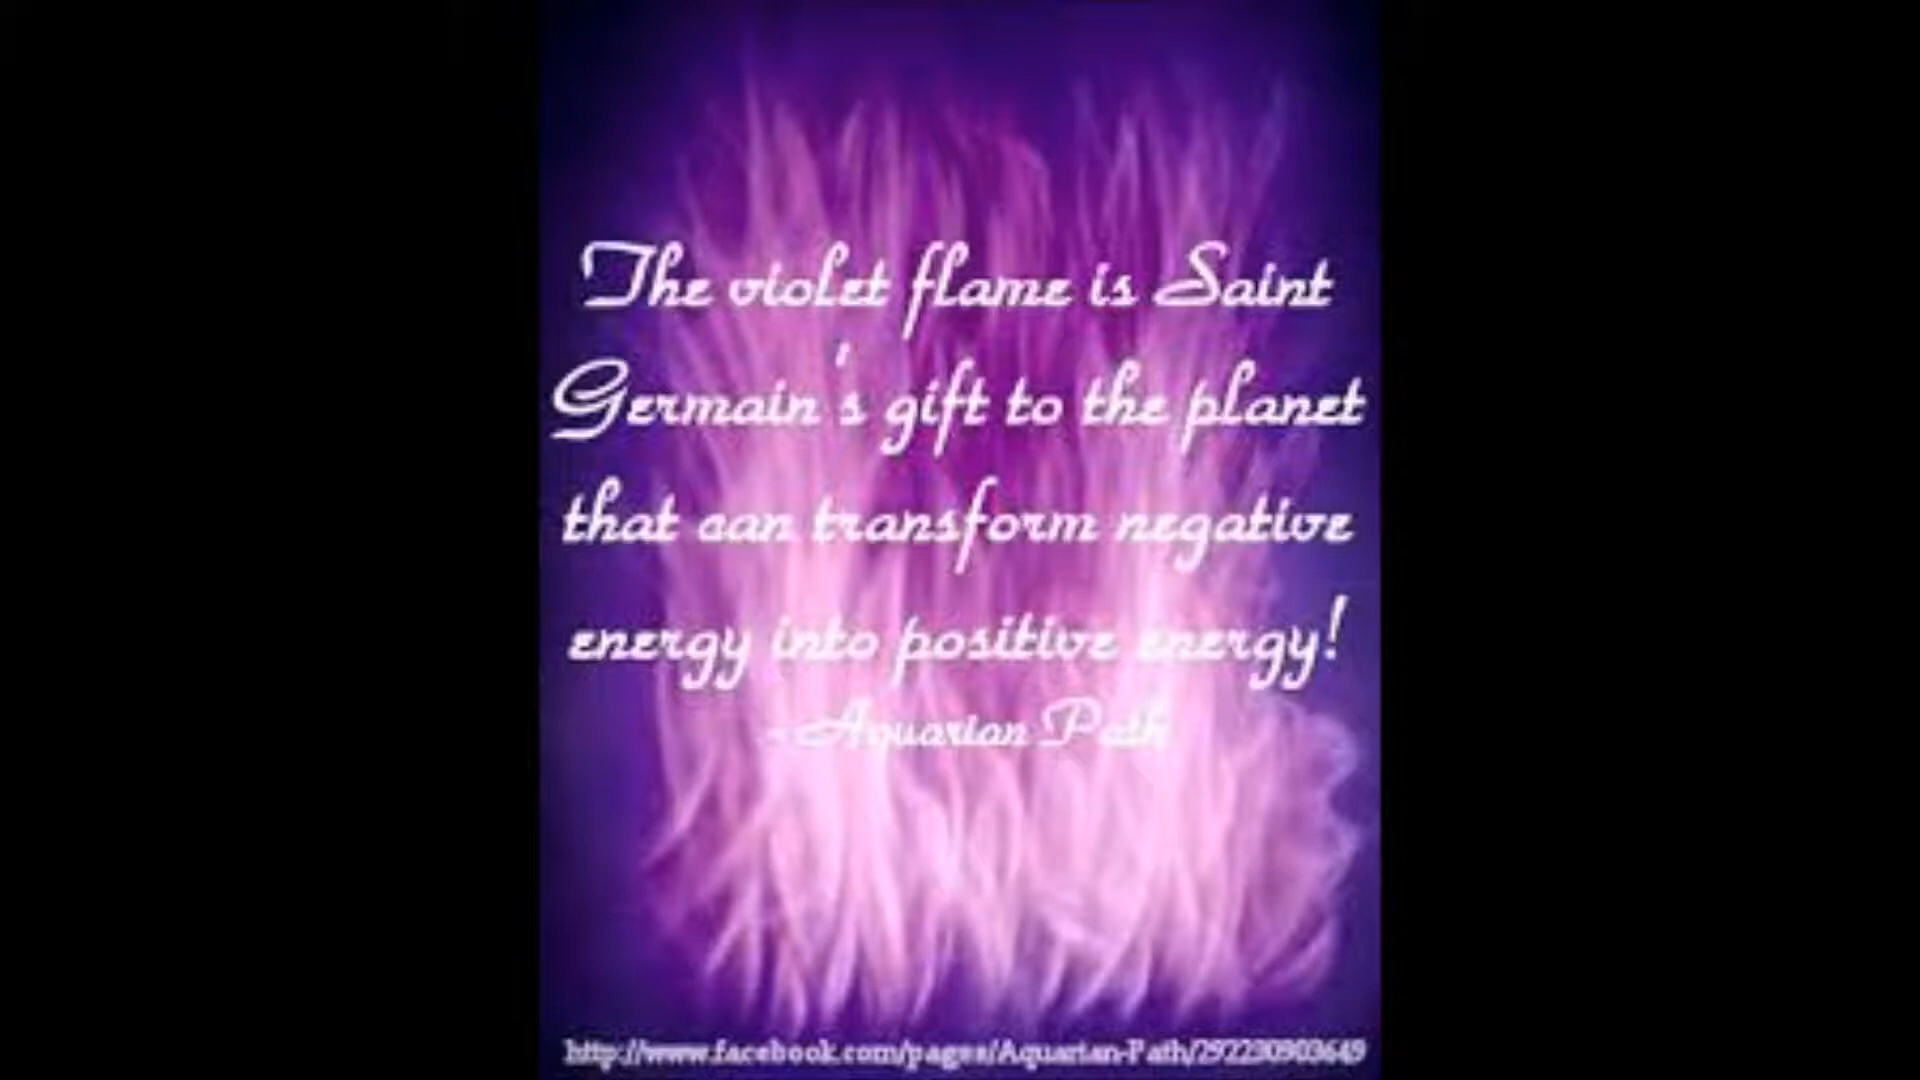 The violet flame is Saint
Germain's gift to the planet
that can transform negative
energy into positive energy!
-Aquarian Path
http://www.facebook.com/pages/Aquarian-Path/292230903649